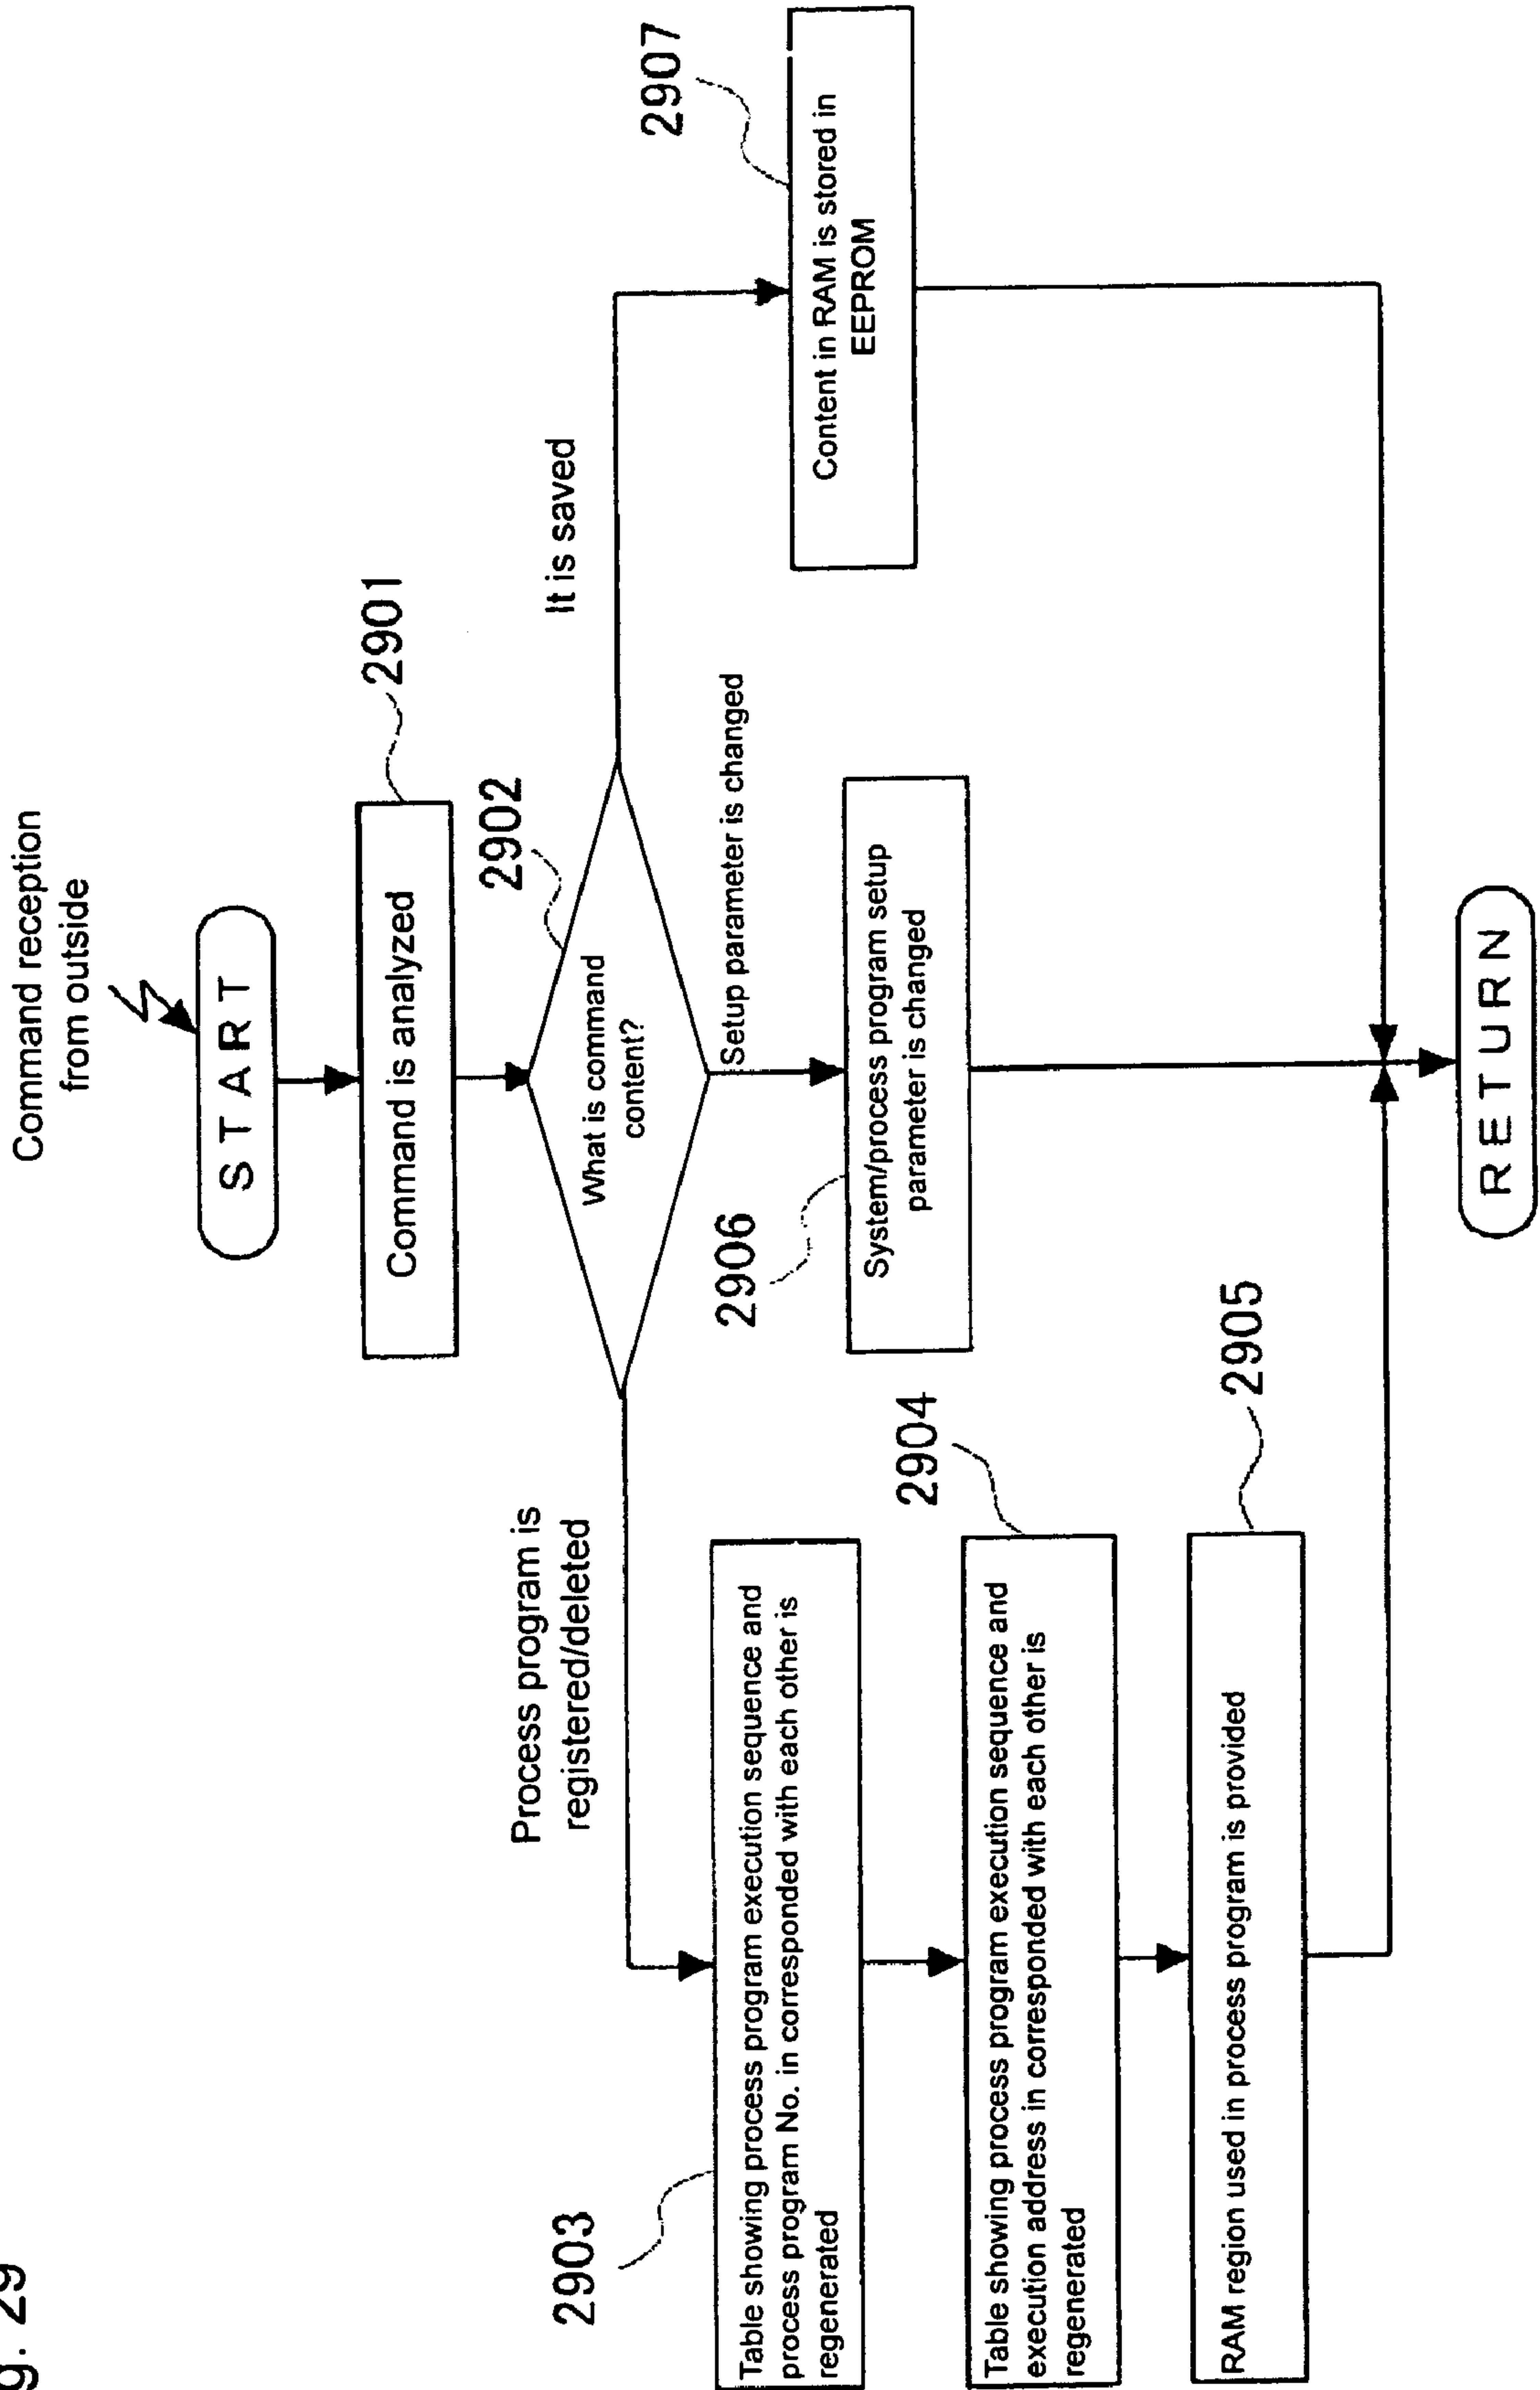 g. 29
Command reception
from outside
START
Command is analyzed
2901
2902
What is command
content?
Process program is
registered/deleted
Setup parameter is changed
It is saved
2903
Table showing process program execution sequence and
process program No. in corresponded with each other is
regenerated
2904
Table showing process program execution sequence and
execution address in corresponded with each other is
regenerated
2905
RAM region used in process program is provided
2906
System/process program setup
parameter is changed
2907
Content in RAM is stored in
EEPROM
RETURN